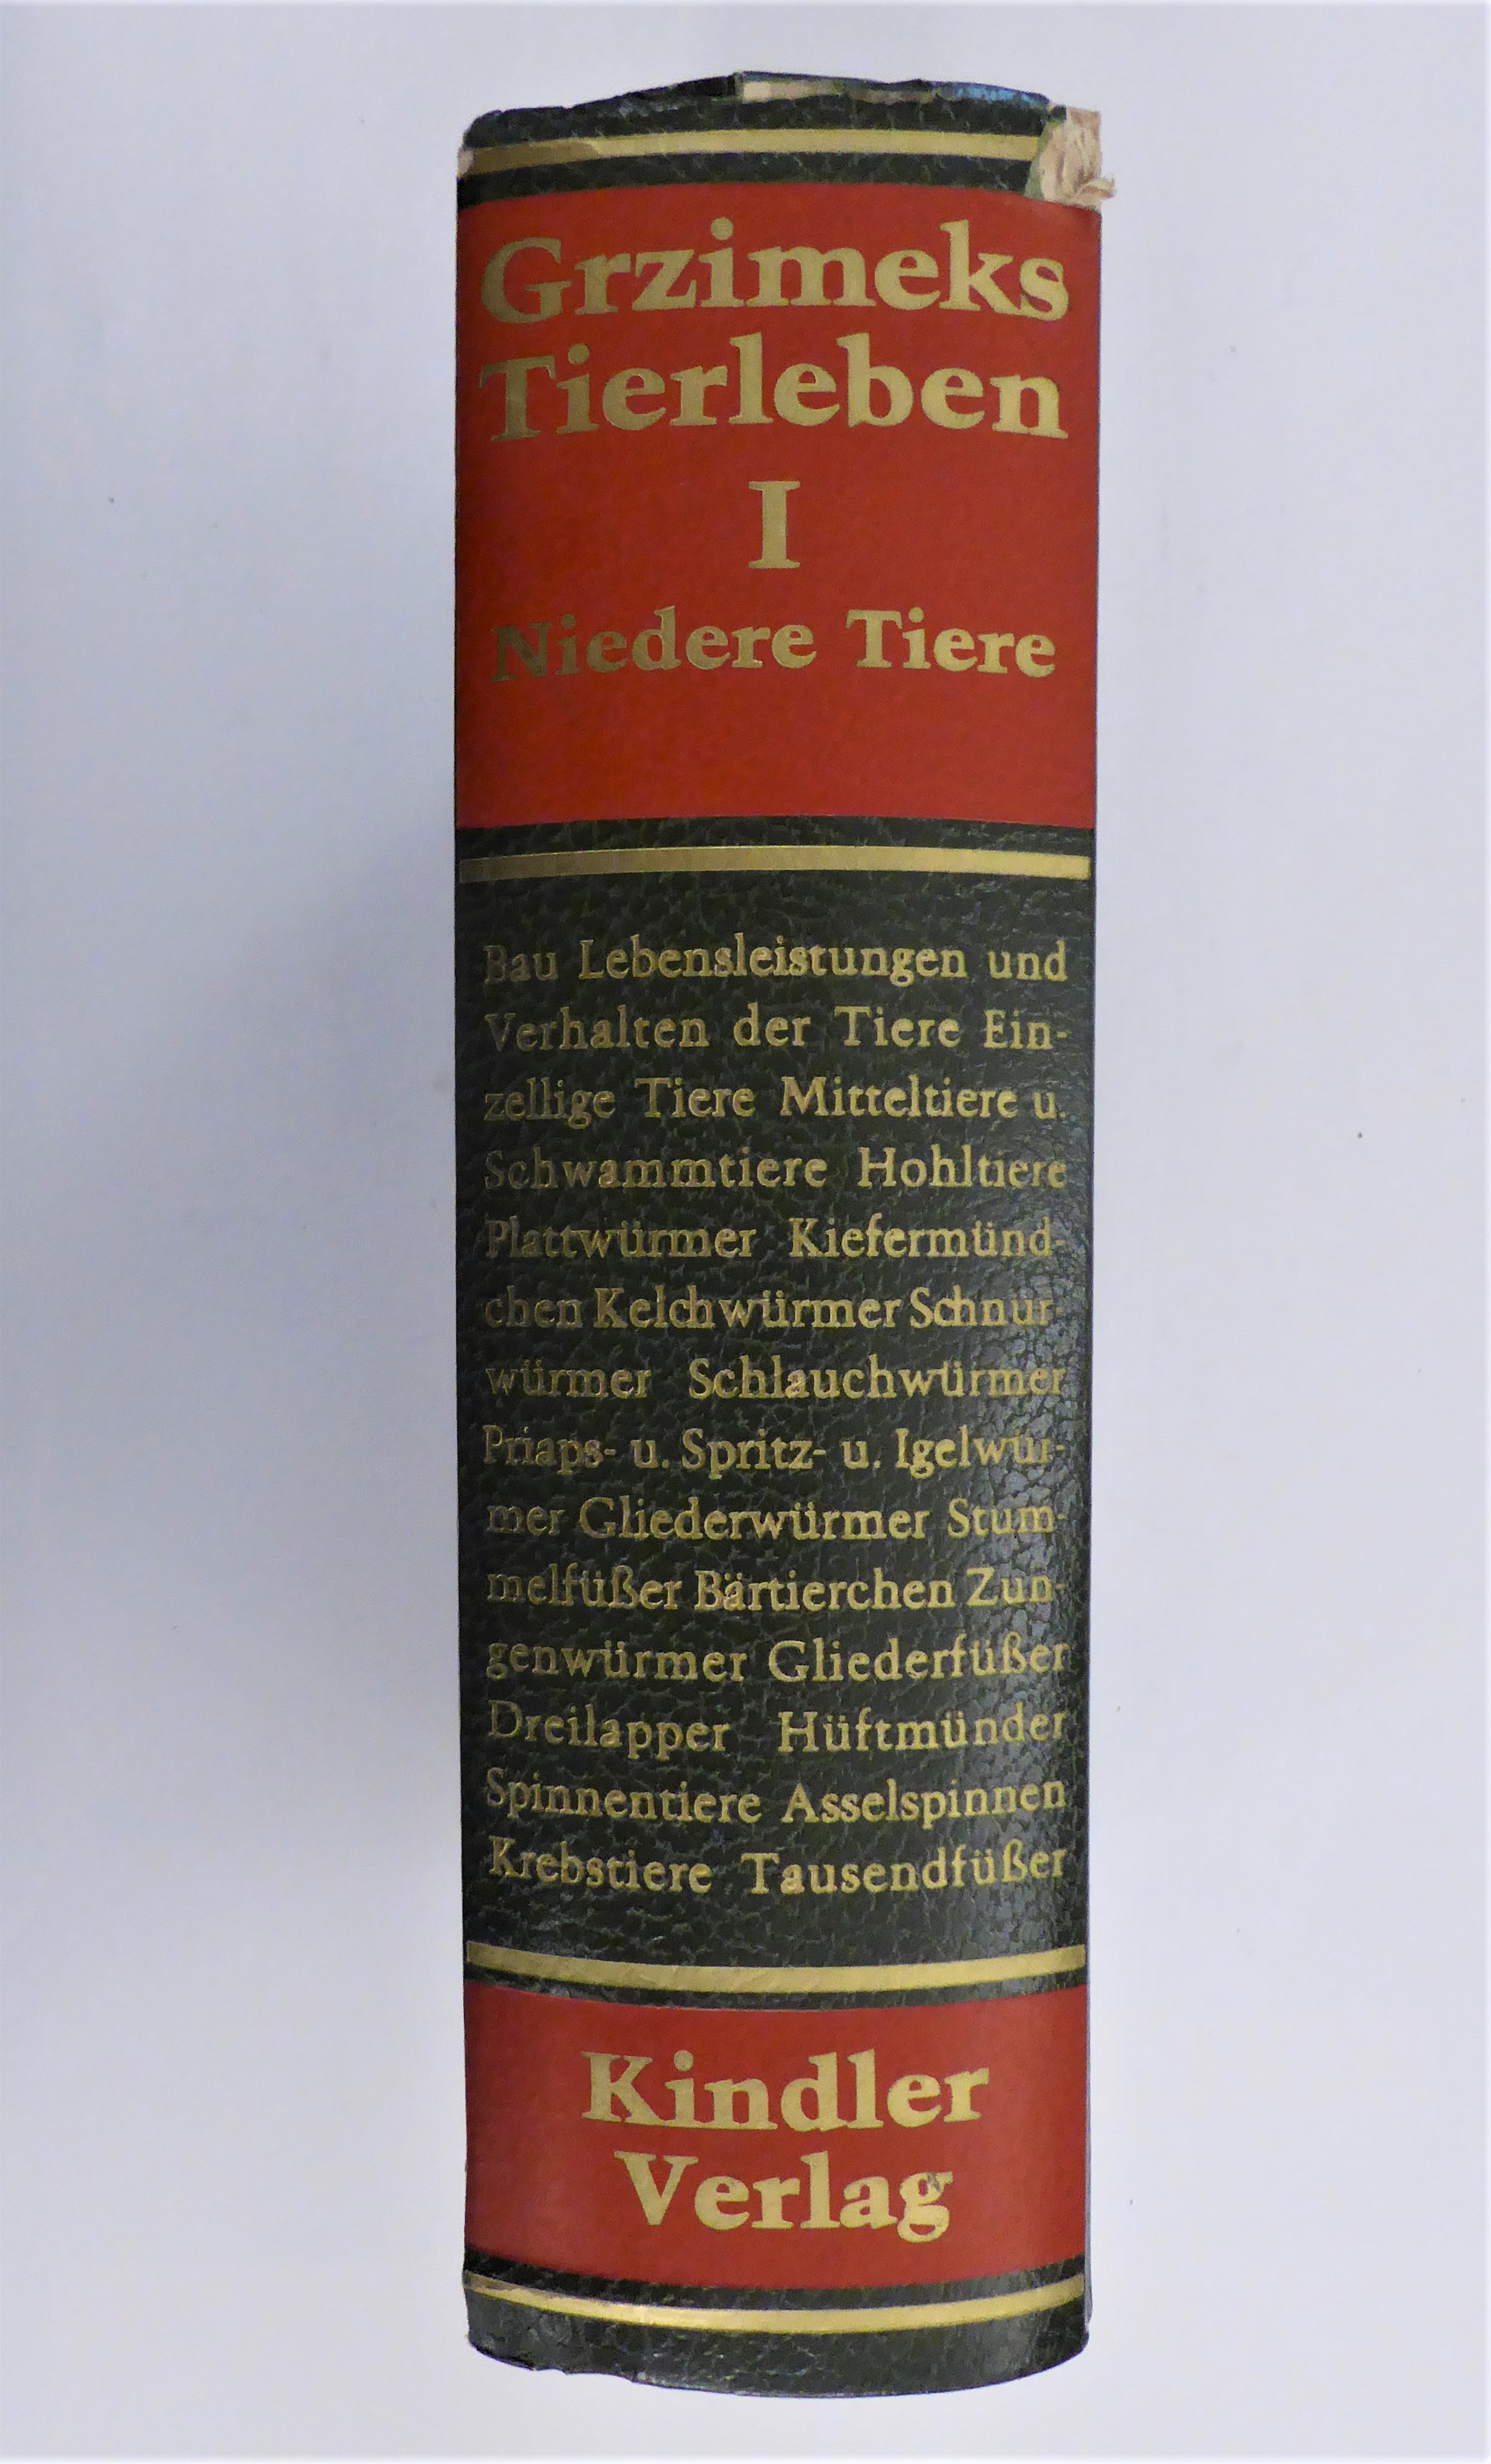 Grzimeks
Tierleben
I
Niedere Tiere
Bau Lebensleistungen und
Verhalten der Tiere Ein-
zellige Tiere Mitteltiere u.
Schwammtiere Hohltiere
Plattwürmer Kiefermünd-
chen Kelchwürmer Schnur-
würmer Schlauchwürmer
Priaps- u. Spritz- u. Igelwür-
mer Gliederwürmer Stum-
melfüßer Bärtierchen Zun-
genwürmer Gliederfüßer
Dreilapper Hüftmünder
Spinnentiere Asselspinnen
Krebstiere Tausendfüßer
Kindler
Verlag